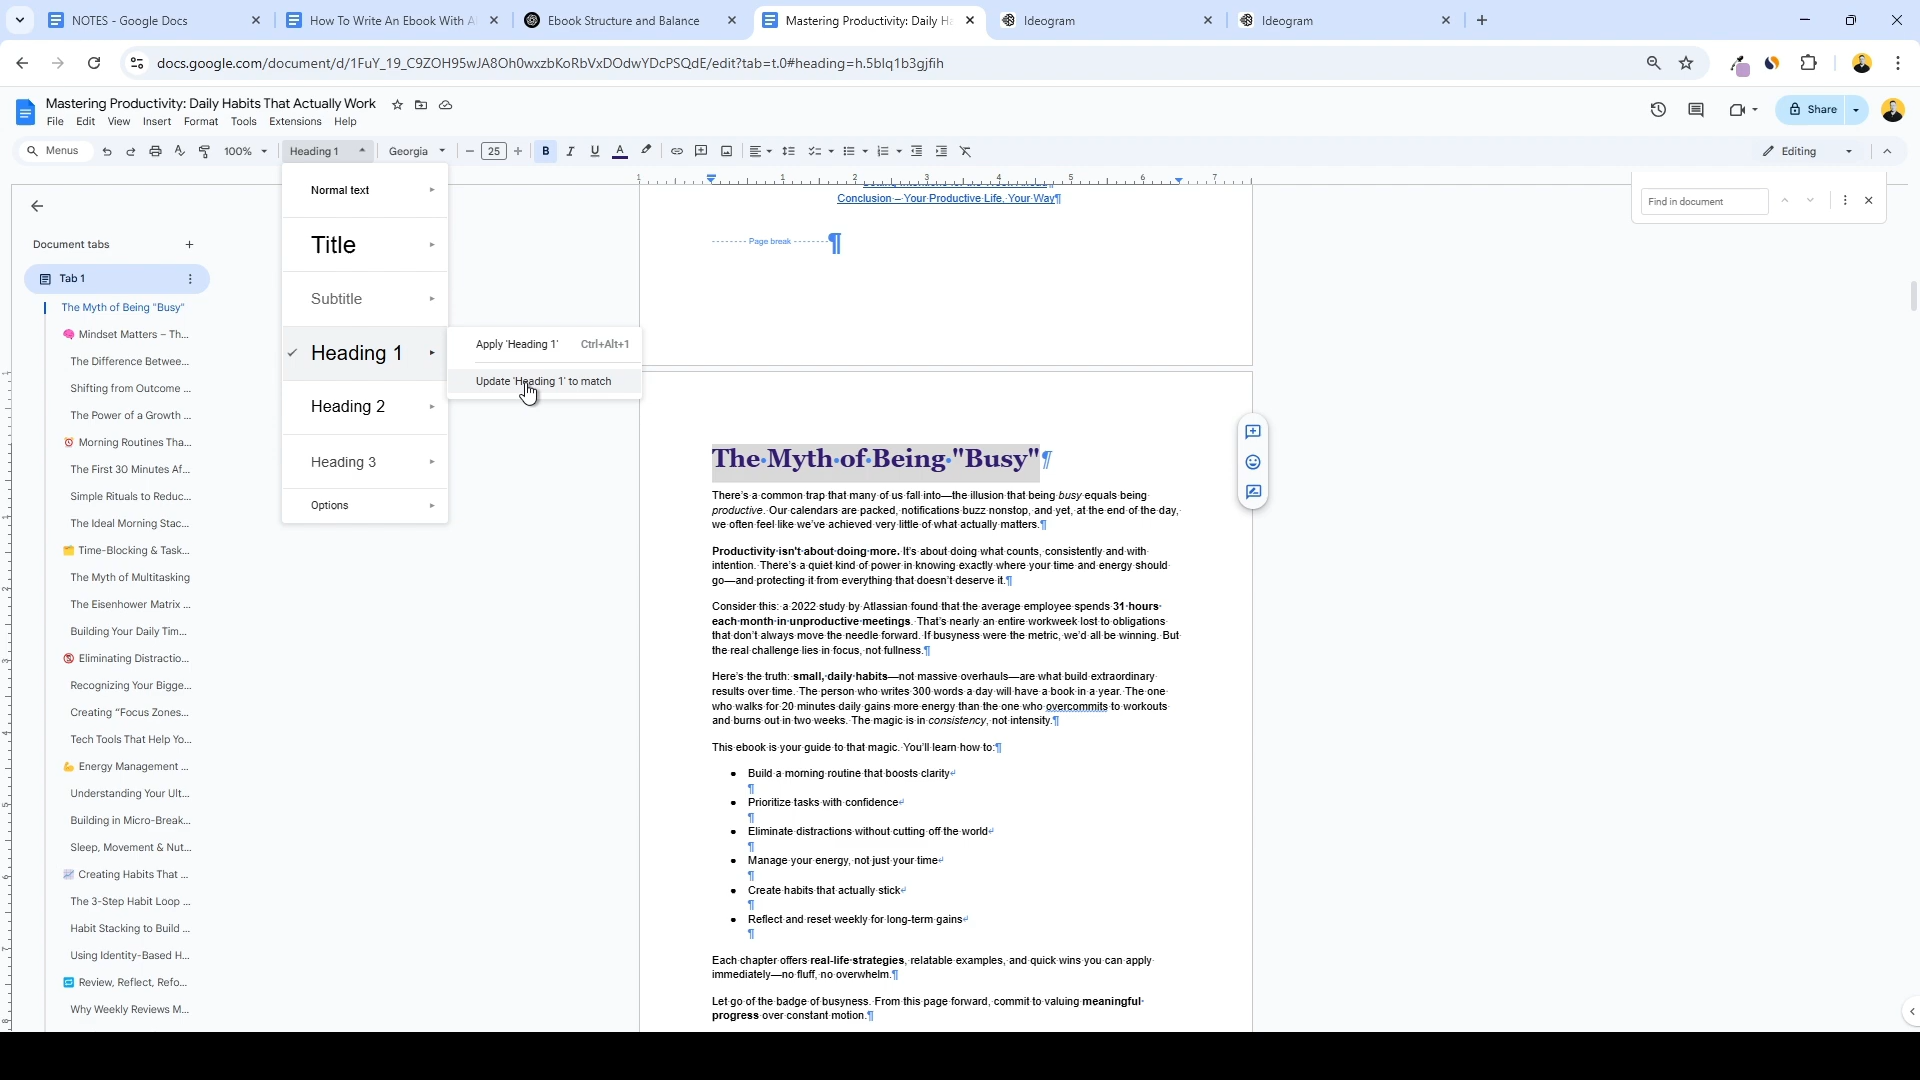 NOTES - Google Docs
How To Write An Ebook With A
Ebook Structure and Balance
Mastering Productivity: Daily Ha
Ideogram
Ideogram
docs.google.com/document/d/1FuY_19_C9ZOH95wJA8Oh0wxzbKoRbVxDOdwYDcPSQdE/edit?tab=t.0#heading=h.5blq1b3gjfih
Mastering Productivity: Daily Habits That Actually Work
File Edit View Insert Format Tools Extensions Help
Share
Menus
100%
Heading 1
Georgia
25
Editing
Normal text
Title
Subtitle
Heading 1
Heading 2
Heading 3
Options
Apply 'Heading 1' Ctrl+Alt+1
Update 'Heading 1' to match
Find in document
Document tabs
Tab 1
The Myth of Being "Busy"
🧠 Mindset Matters – Th...
The Difference Betwee...
Shifting from Outcome ...
The Power of a Growth ...
⏰ Morning Routines Tha...
The First 30 Minutes Af...
Simple Rituals to Reduc...
The Ideal Morning Stac...
🗂️ Time-Blocking & Task...
The Myth of Multitasking
The Eisenhower Matrix ...
Building Your Daily Tim...
📵 Eliminating Distractio...
Recognizing Your Bigge...
Creating “Focus Zones...
Tech Tools That Help Yo...
💪 Energy Management ...
Understanding Your Ult...
Building in Micro-Break...
Sleep, Movement & Nut...
📈 Creating Habits That ...
The 3-Step Habit Loop ...
Habit Stacking to Build ...
Using Identity-Based H...
🔁 Review, Reflect, Refo...
Why Weekly Reviews M...
Setting Intentions for the Week Ahead¶
Conclusion – Your Productive Life, Your Way¶
Page break ¶
The Myth of Being "Busy"¶
There’s a common trap that many of us fall into—the illusion that being busy equals being
productive. Our calendars are packed, notifications buzz nonstop, and yet, at the end of the day,
we often feel like we’ve achieved very little of what actually matters.¶
Productivity isn't about doing more. It’s about doing what counts, consistently and with
intention. There’s a quiet kind of power in knowing exactly where your time and energy should
go—and protecting it from everything that doesn’t deserve it.¶
Consider this: a 2022 study by Atlassian found that the average employee spends 31 hours
each month in unproductive meetings. That’s nearly an entire workweek lost to obligations
that don’t always move the needle forward. If busyness were the metric, we’d all be winning. But
the real challenge lies in focus, not fullness.¶
Here’s the truth: small, daily habits—not massive overhauls—are what build extraordinary
results over time. The person who writes 300 words a day will have a book in a year. The one
who walks for 20 minutes daily gains more energy than the one who overcommits to workouts
and burns out in two weeks. The magic is in consistency, not intensity.¶
This ebook is your guide to that magic. You’ll learn how to:¶
● Build a morning routine that boosts clarity↵
¶
● Prioritize tasks with confidence↵
¶
● Eliminate distractions without cutting off the world↵
¶
● Manage your energy, not just your time↵
¶
● Create habits that actually stick↵
¶
● Reflect and reset weekly for long-term gains↵
¶
Each chapter offers real-life strategies, relatable examples, and quick wins you can apply
immediately—no fluff, no overwhelm.¶
Let go of the badge of busyness. From this page forward, commit to valuing meaningful
progress over constant motion.¶